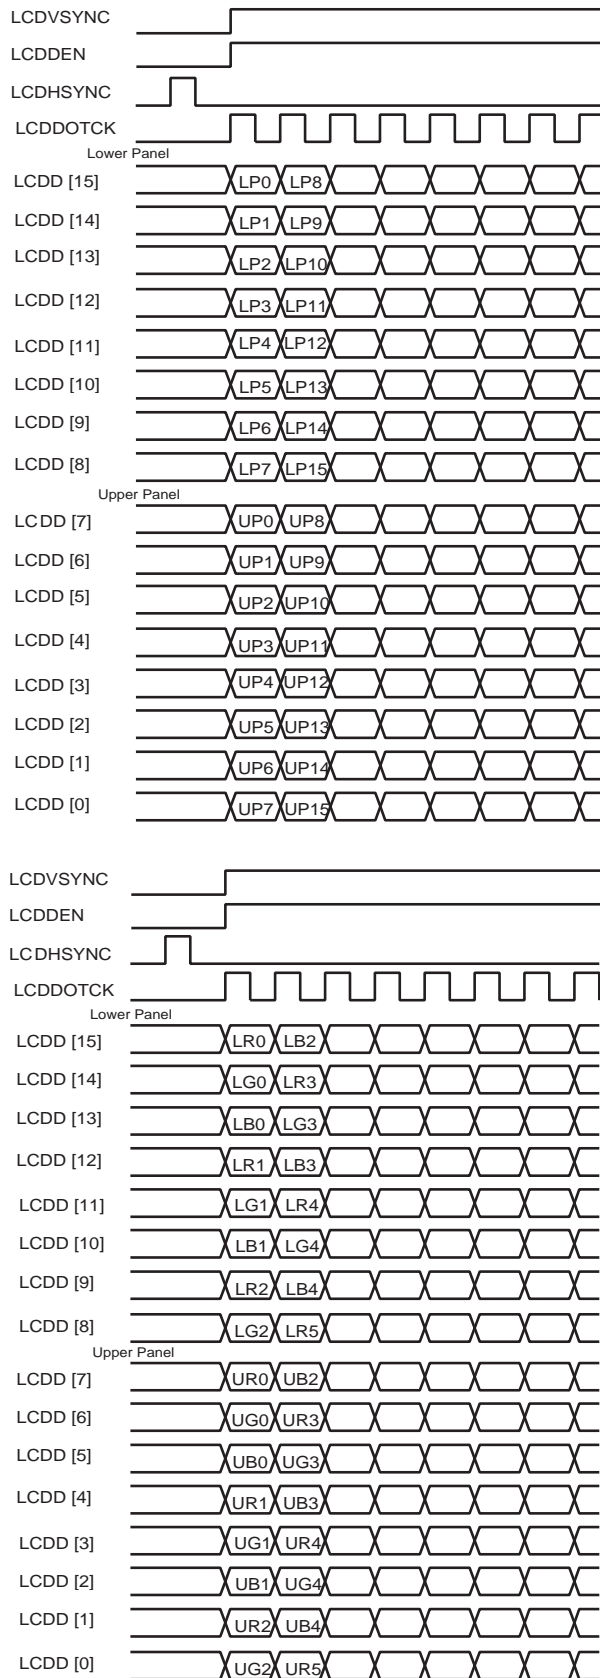 LCDVSYNC
LCDDEN
LCDHSYNC
LCDDOTCK
Lower Panel
LCDD [15] LP0 LP8
LCDD [14] LP1 LP9
LCDD [13] LP2 LP10
LCDD [12] LP3 LP11
LCDD [11] LP4 LP12
LCDD [10] LP5 LP13
LCDD [9] LP6 LP14
LCDD [8] LP7 LP15
Upper Panel
LCDD [7] UP0 UP8
LCDD [6] UP1 UP9
LCDD [5] UP2 UP10
LCDD [4] UP3 UP11
LCDD [3] UP4 UP12
LCDD [2] UP5 UP13
LCDD [1] UP6 UP14
LCDD [0] UP7 UP15
LCDVSYNC
LCDDEN
LCDHSYNC
LCDDOTCK
Lower Panel
LCDD [15] LR0 LB2
LCDD [14] LG0 LR3
LCDD [13] LB0 LG3
LCDD [12] LR1 LB3
LCDD [11] LG1 LR4
LCDD [10] LB1 LG4
LCDD [9] LR2 LB4
LCDD [8] LG2 LR5
Upper Panel
LCDD [7] UR0 UB2
LCDD [6] UG0 UR3
LCDD [5] UB0 UG3
LCDD [4] UR1 UB3
LCDD [3] UG1 UR4
LCDD [2] UB1 UG4
LCDD [1] UR2 UB4
LCDD [0] UG2 UR5